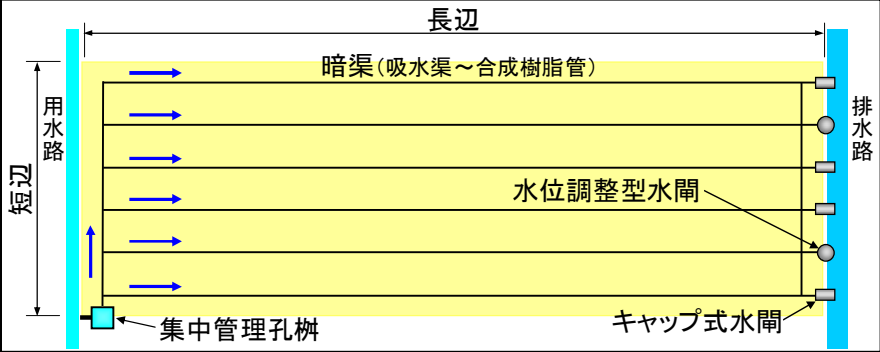 長辺
暗渠(吸水渠～合成樹脂管)
用水路
排水路
短辺
水位調整型水閘
集中管理孔桝
キャップ式水閘